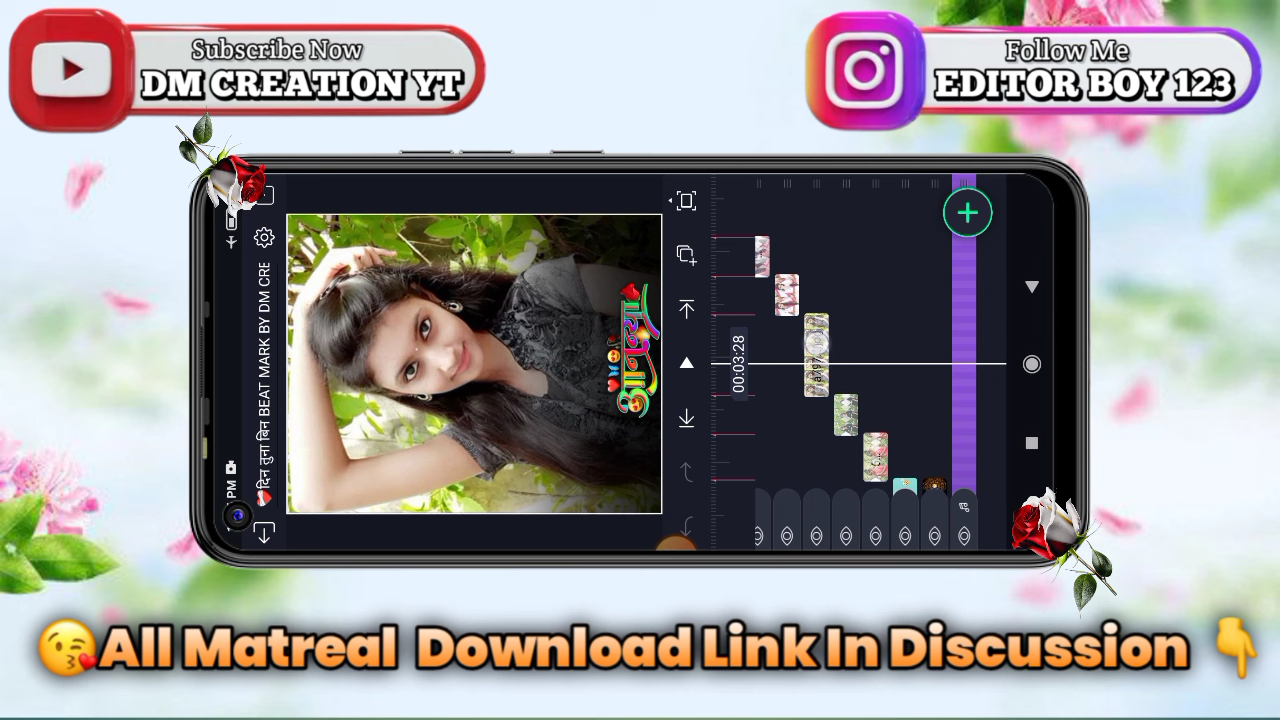 Subscribe Now
DM CREATION YT
Follow Me
EDITOR BOY 123
PM
बिन BEAT MARK BY DM CRE
00:03:28
😘All Matreal Download Link In Discussion 👇